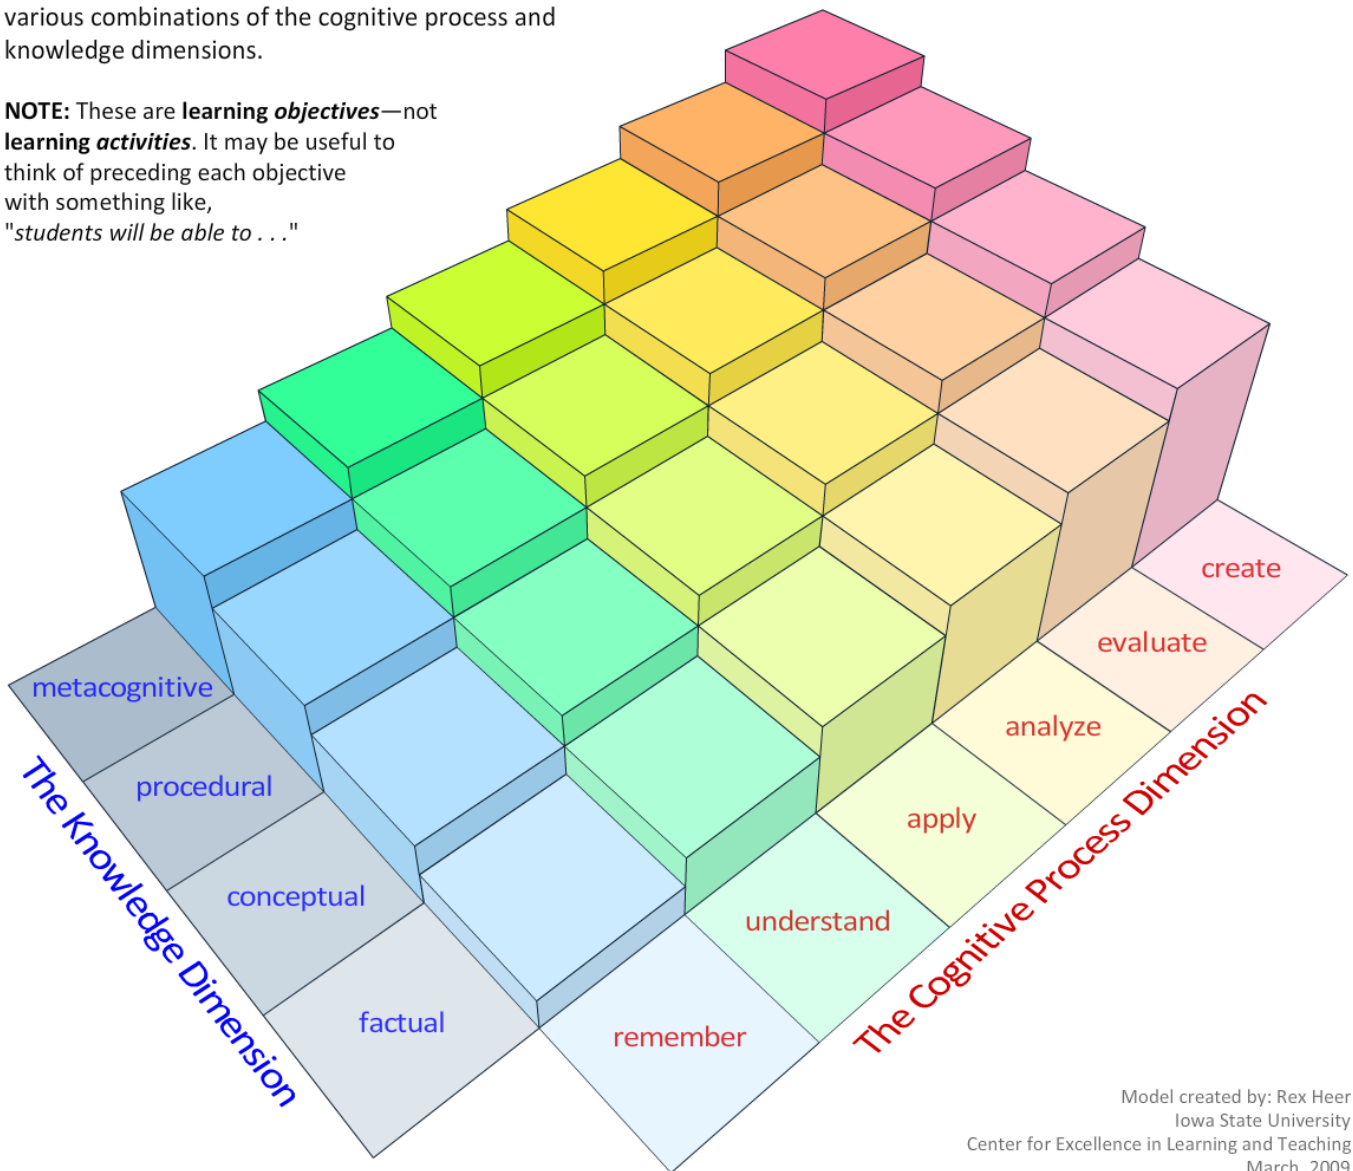 various combinations of the cognitive process and
knowledge dimensions.
NOTE: These are learning objectives—not
learning activities. It may be useful to
think of preceding each objective
with something like,
"students will be able to . . ."
create
evaluate
metacognitive
analyze
procedural
apply
conceptual
understand
factual
remember
The Knowledge Dimension
The Cognitive Process Dimension
Model created by: Rex Heer
Iowa State University
Center for Excellence in Learning and Teaching
March, 2009